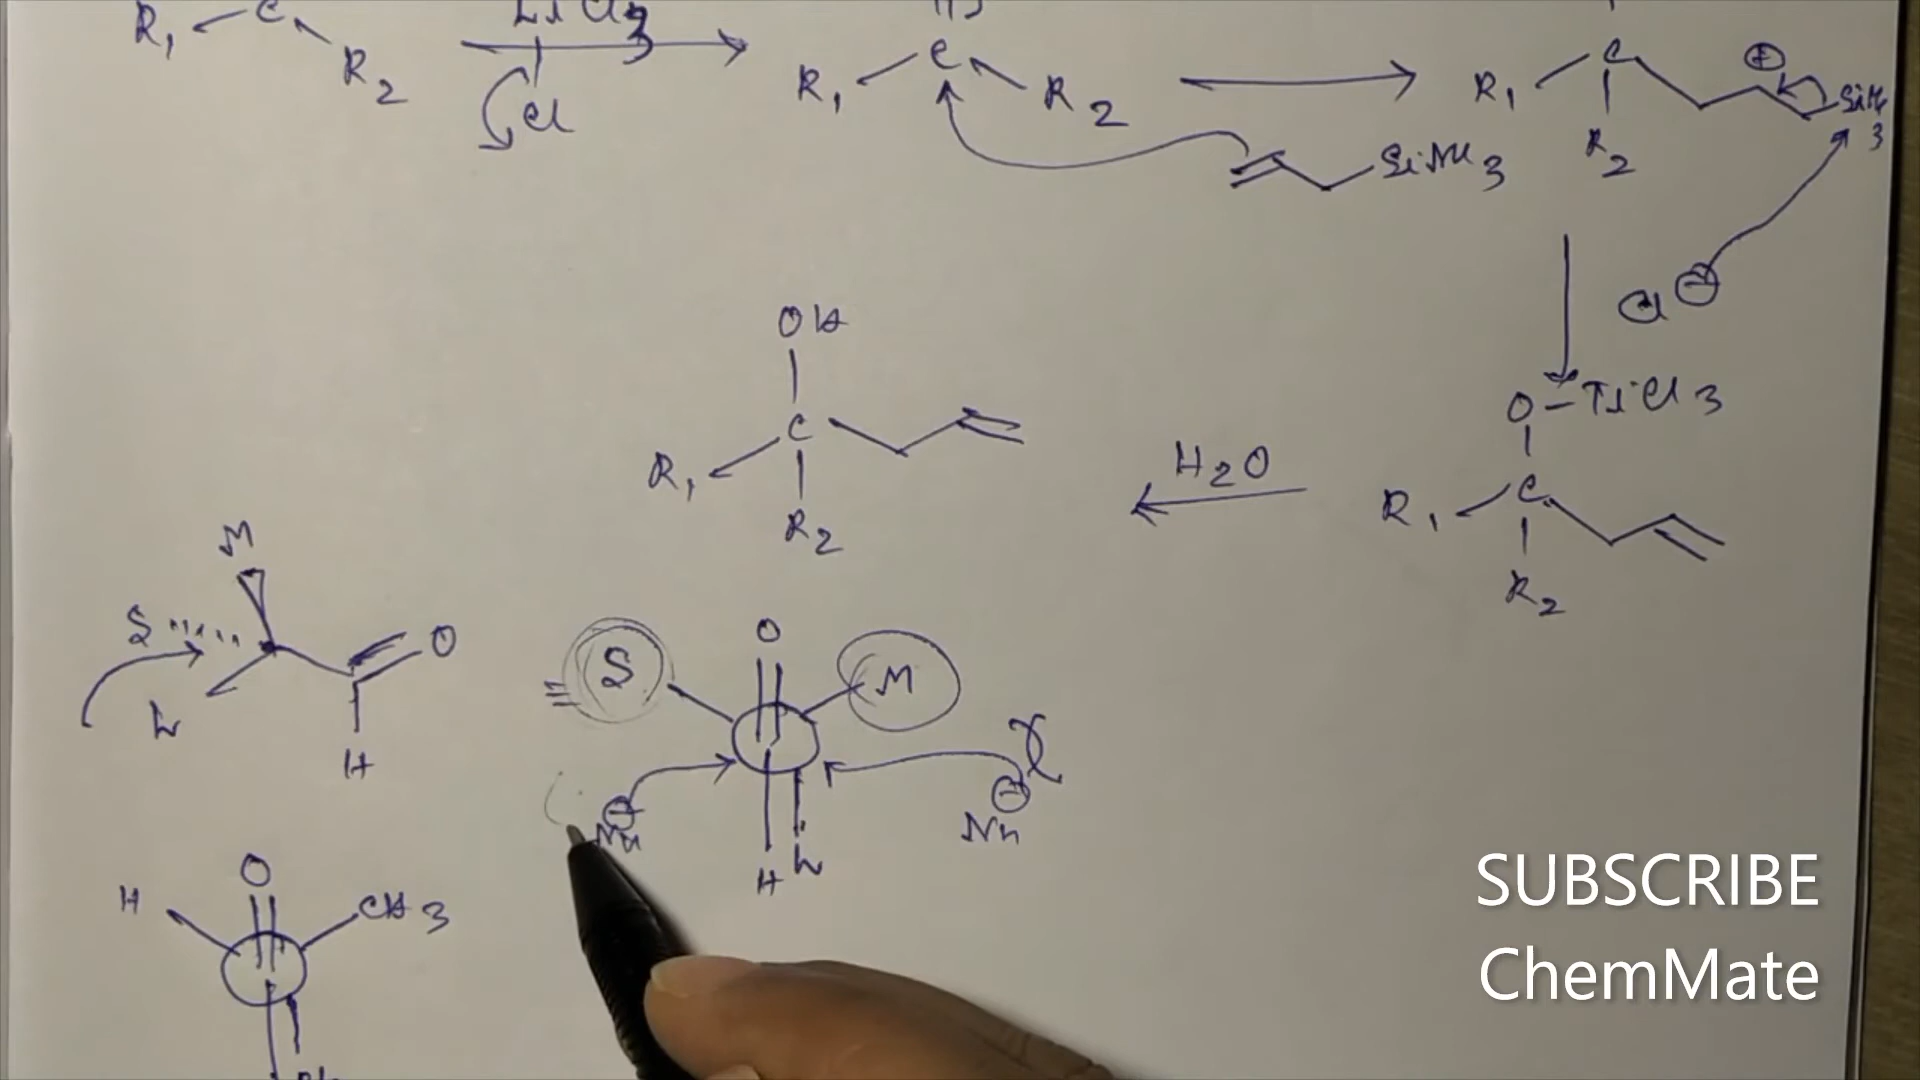 R1 C R2
TiCl3
Cl
R1 C R2
SiMe3
R1 C ⊕ SiMe3
R2
Cl ⊖
O-TiCl3
R1 C
R2
H2O
OH
R1 C
R2
M
S
L
O
H
= S O M
Nu ⊖
H L
Nu ⊖
O
H CH3
SUBSCRIBE
ChemMate